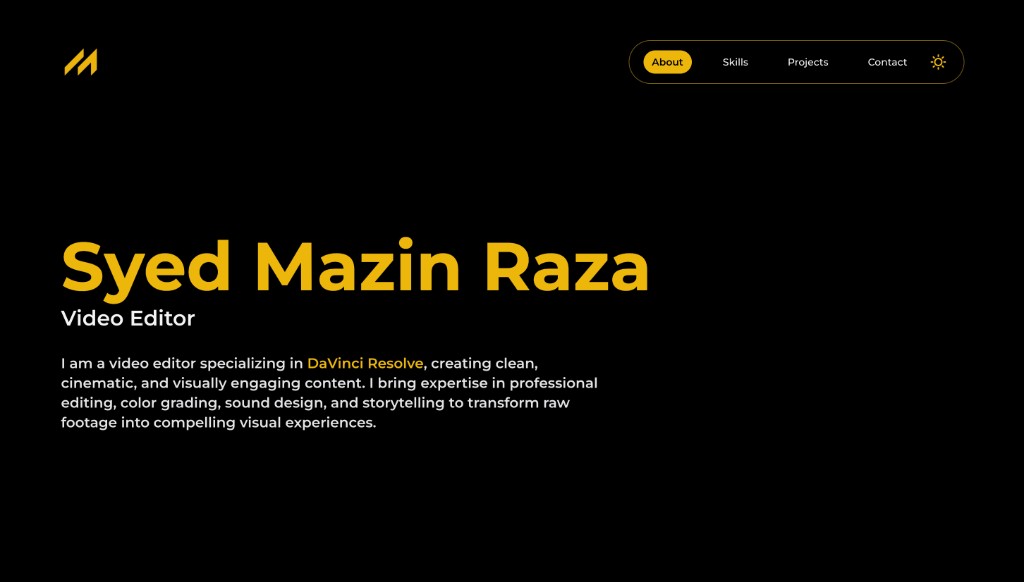 About Skills Projects Contact
Syed Mazin Raza
Video Editor
I am a video editor specializing in DaVinci Resolve, creating clean,
cinematic, and visually engaging content. I bring expertise in professional
editing, color grading, sound design, and storytelling to transform raw
footage into compelling visual experiences.